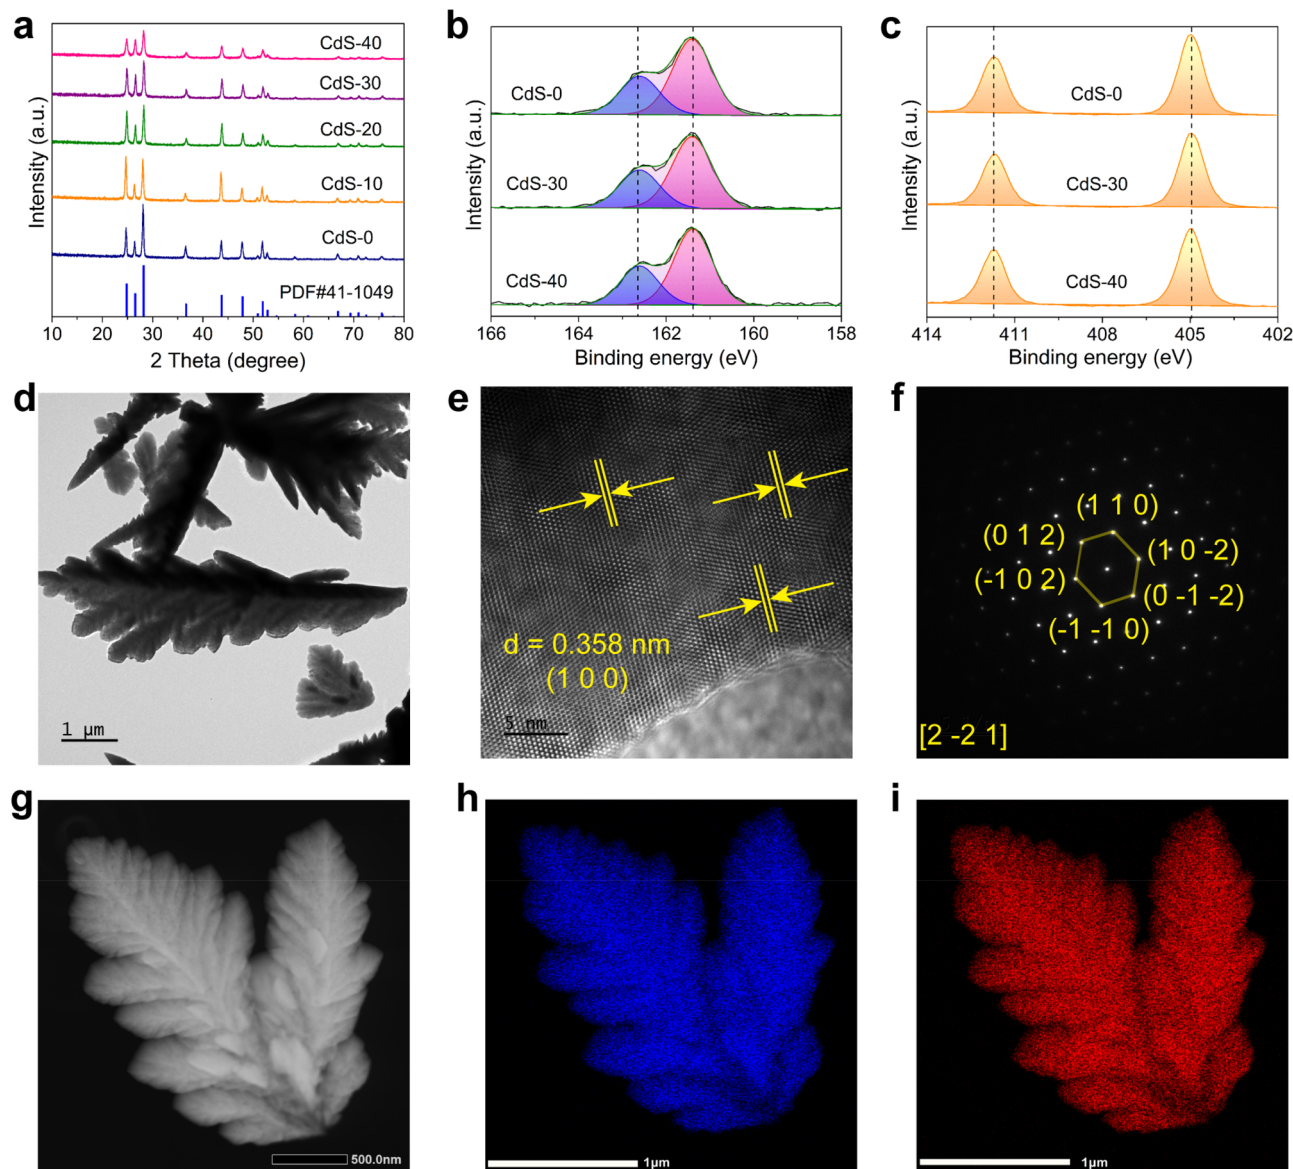 a
CdS-40
CdS-30
CdS-20
CdS-10
CdS-0
PDF#41-1049
Intensity (a.u.)
10 20 30 40 50 60 70 80
2 Theta (degree)
b
CdS-0
CdS-30
CdS-40
Intensity (a.u.)
166 164 162 160 158
Binding energy (eV)
c
CdS-0
CdS-30
CdS-40
Intensity (a.u.)
414 411 408 405 402
Binding energy (eV)
d
1 μm
e
d = 0.358 nm
(1 0 0)
5 nm
f
(1 1 0)
(0 1 2)
(1 0 -2)
(-1 0 2)
(0 -1 -2)
(-1 -1 0)
[2 -2 1]
g
500.0nm
h
1μm
i
1μm